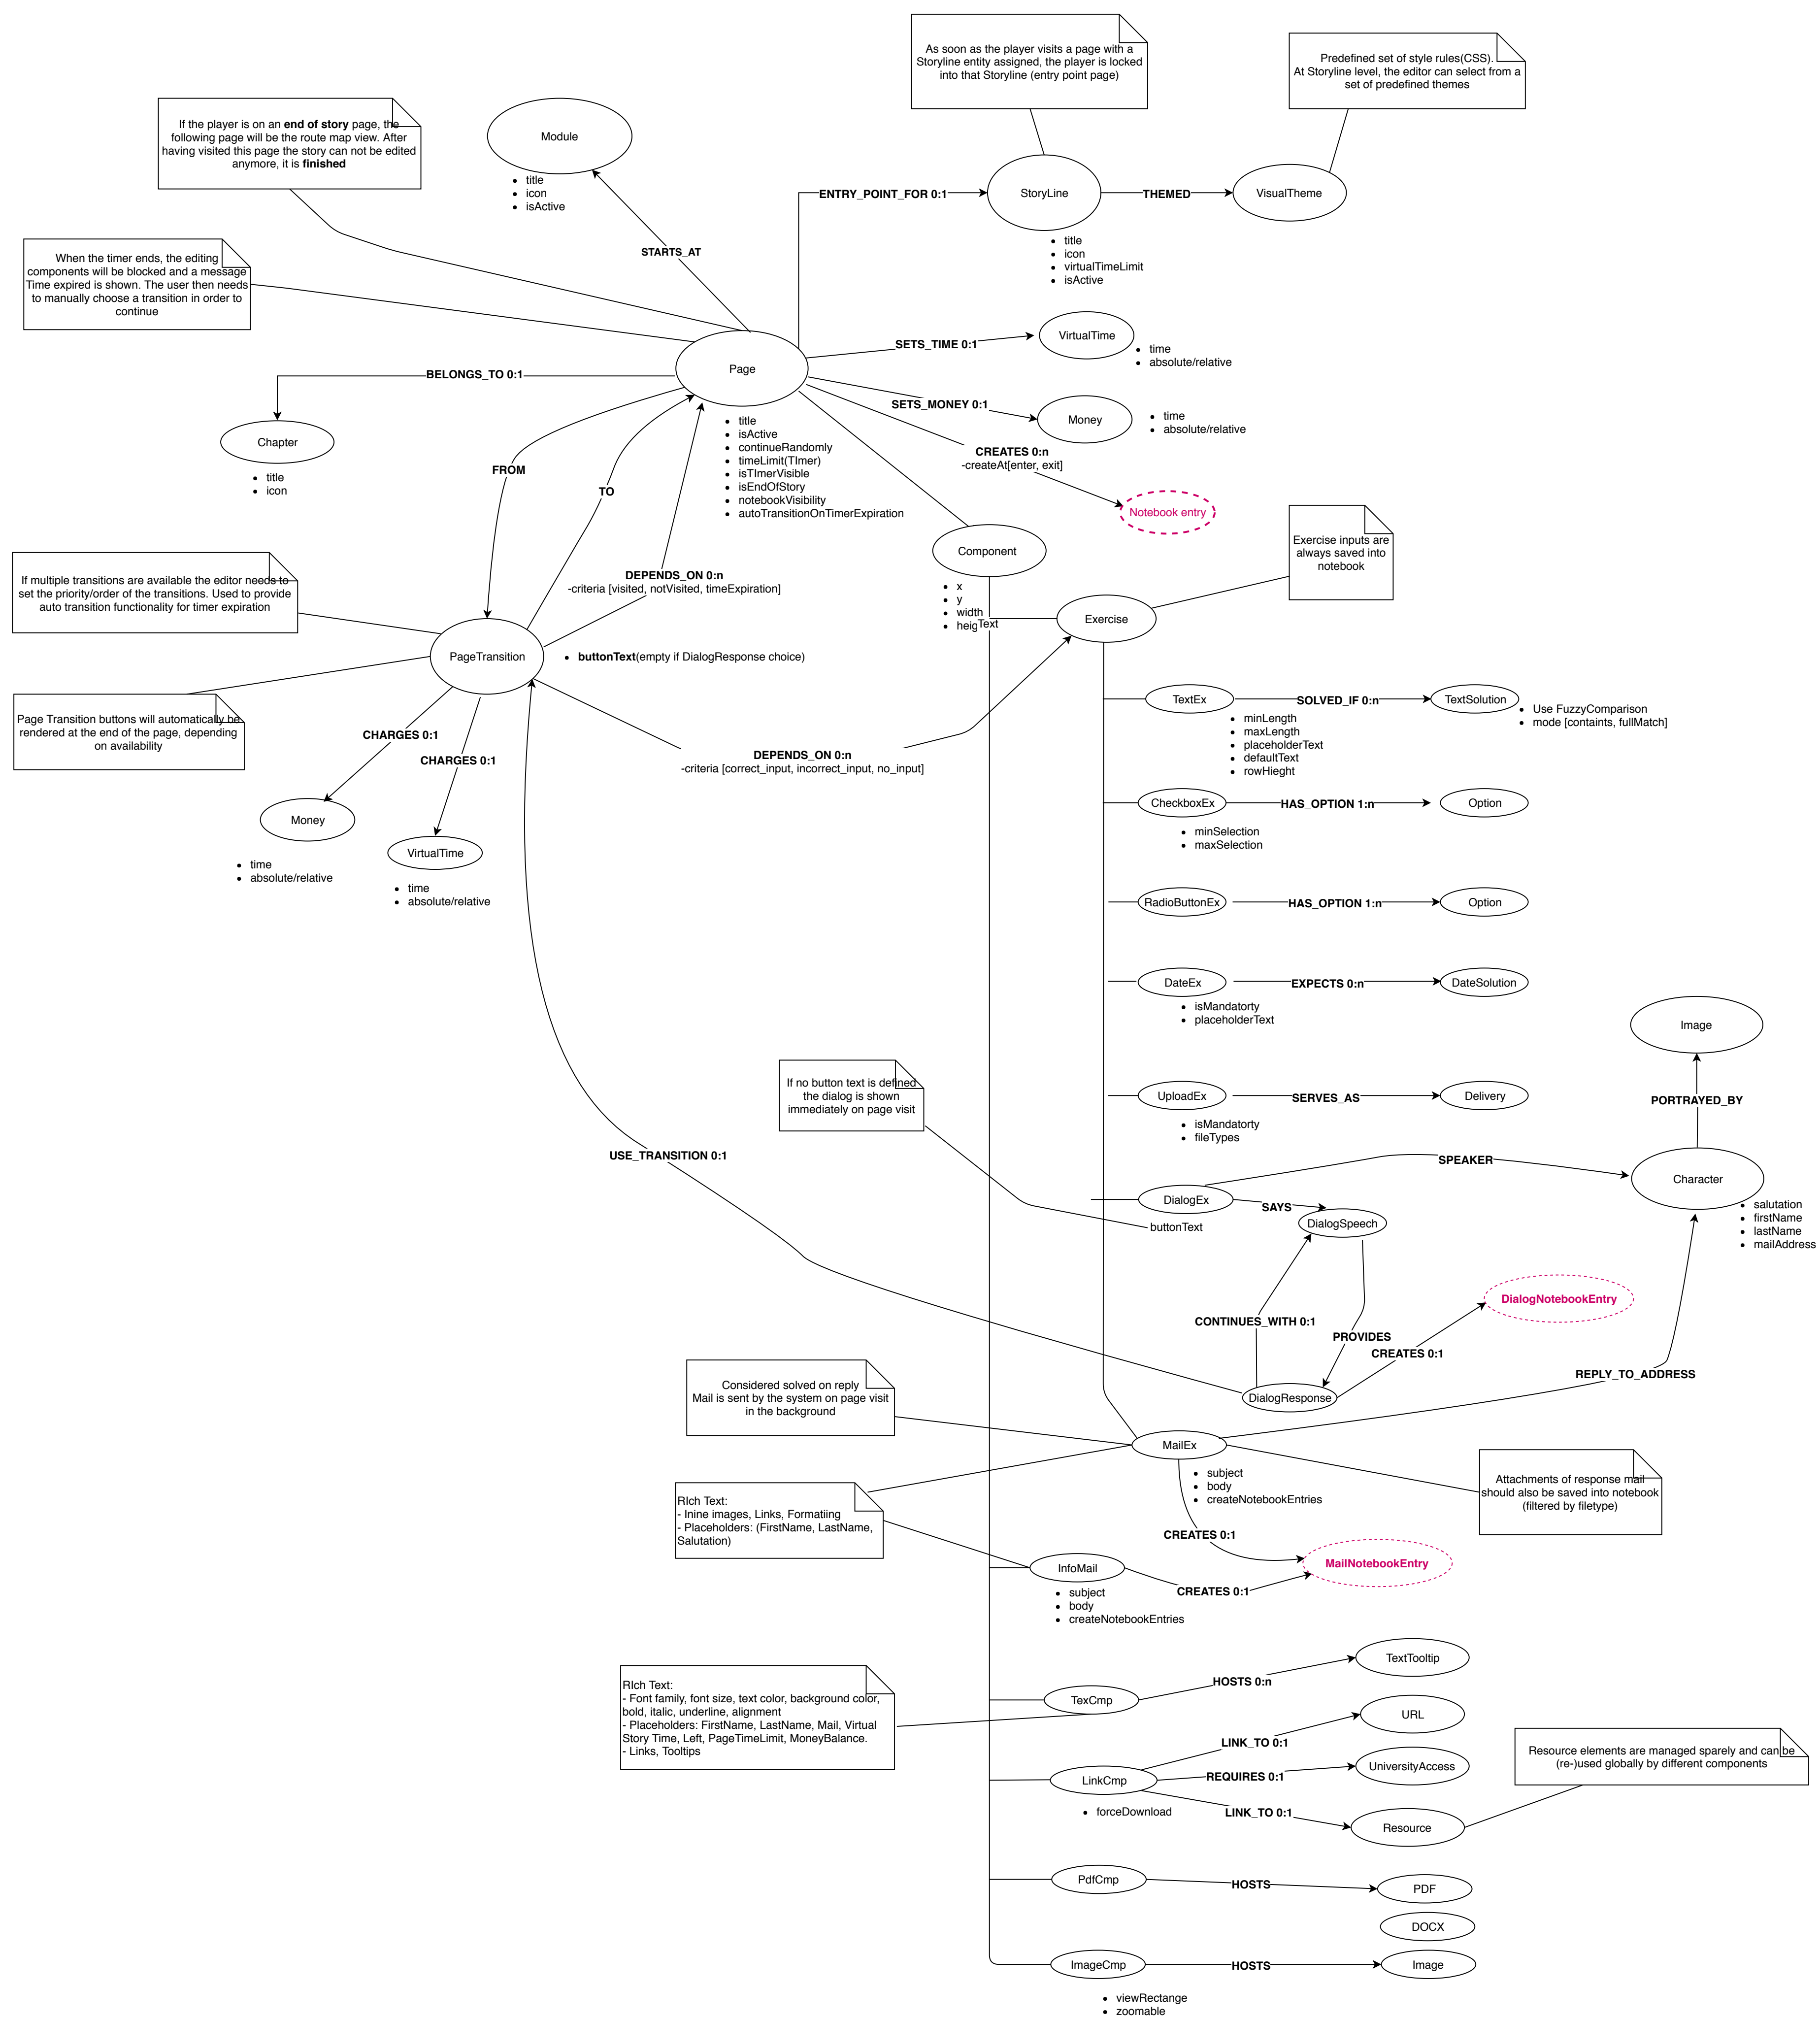 As soon as the player visits a page with a
Storyline entity assigned, the player is locked
into that Storyline (entry point page)
Predefined set of style rules(CSS).
At Storyline level, the editor can select from a
set of predefined themes
If the player is on an end of story page, the
following page will be the route map view. After
having visited this page the story can not be edited
anymore, it is finished
Module
title
icon
isActive
ENTRY_POINT_FOR 0:1
StoryLine
THEMED
VisualTheme
title
icon
virtualTimeLimit
isActive
STARTS_AT
When the timer ends, the editing
components will be blocked and a message
Time expired is shown. The user then needs
to manually choose a transition in order to
continue
SETS_TIME 0:1
VirtualTime
time
absolute/relative
Page
BELONGS_TO 0:1
SETS_MONEY 0:1
Money
time
absolute/relative
Chapter
title
icon
title
isActive
continueRandomly
timeLimit(TImer)
isTImerVisible
isEndOfStory
notebookVisibility
autoTransitionOnTimerExpiration
CREATES 0:n
-createAt[enter, exit]
FROM
TO
Notebook entry
Component
x
y
width
heig
Text
Exercise inputs are
always saved into
notebook
Exercise
DEPENDS_ON 0:n
-criteria [visited, notVisited, timeExpiration]
If multiple transitions are available the editor needs to
set the priority/order of the transitions. Used to provide
auto transition functionality for timer expiration
PageTransition
buttonText(empty if DialogResponse choice)
Page Transition buttons will automatically be
rendered at the end of the page, depending
on availability
CHARGES 0:1
CHARGES 0:1
DEPENDS_ON 0:n
-criteria [correct_input, incorrect_input, no_input]
Money
time
absolute/relative
VirtualTime
time
absolute/relative
TextEx
SOLVED_IF 0:n
TextSolution
Use FuzzyComparison
mode [containts, fullMatch]
minLength
maxLength
placeholderText
defaultText
rowHieght
CheckboxEx
HAS_OPTION 1:n
Option
minSelection
maxSelection
RadioButtonEx
HAS_OPTION 1:n
Option
DateEx
EXPECTS 0:n
DateSolution
isMandatorty
placeholderText
Image
If no button text is defined
the dialog is shown
immediately on page visit
UploadEx
SERVES_AS
Delivery
PORTRAYED_BY
isMandatorty
fileTypes
USE_TRANSITION 0:1
SPEAKER
Character
salutation
firstName
lastName
mailAddress
DialogEx
SAYS
DialogSpeech
buttonText
DialogNotebookEntry
CONTINUES_WITH 0:1
PROVIDES
CREATES 0:1
REPLY_TO_ADDRESS
Considered solved on reply
Mail is sent by the system on page visit
in the background
DialogResponse
MailEx
subject
body
createNotebookEntries
Attachments of response mail
should also be saved into notebook
(filtered by filetype)
RIch Text:
- Inine images, Links, Formatiing
- Placeholders: (FirstName, LastName,
Salutation)
CREATES 0:1
MailNotebookEntry
InfoMail
CREATES 0:1
subject
body
createNotebookEntries
RIch Text:
- Font family, font size, text color, background color,
bold, italic, underline, alignment
- Placeholders: FirstName, LastName, Mail, Virtual
Story Time, Left, PageTimeLimit, MoneyBalance.
- Links, Tooltips
TexCmp
HOSTS 0:n
TextTooltip
URL
LINK_TO 0:1
LinkCmp
REQUIRES 0:1
UniversityAccess
forceDownload
LINK_TO 0:1
Resource
Resource elements are managed sparely and can be
(re-)used globally by different components
PdfCmp
HOSTS
PDF
DOCX
ImageCmp
HOSTS
Image
viewRectange
zoomable